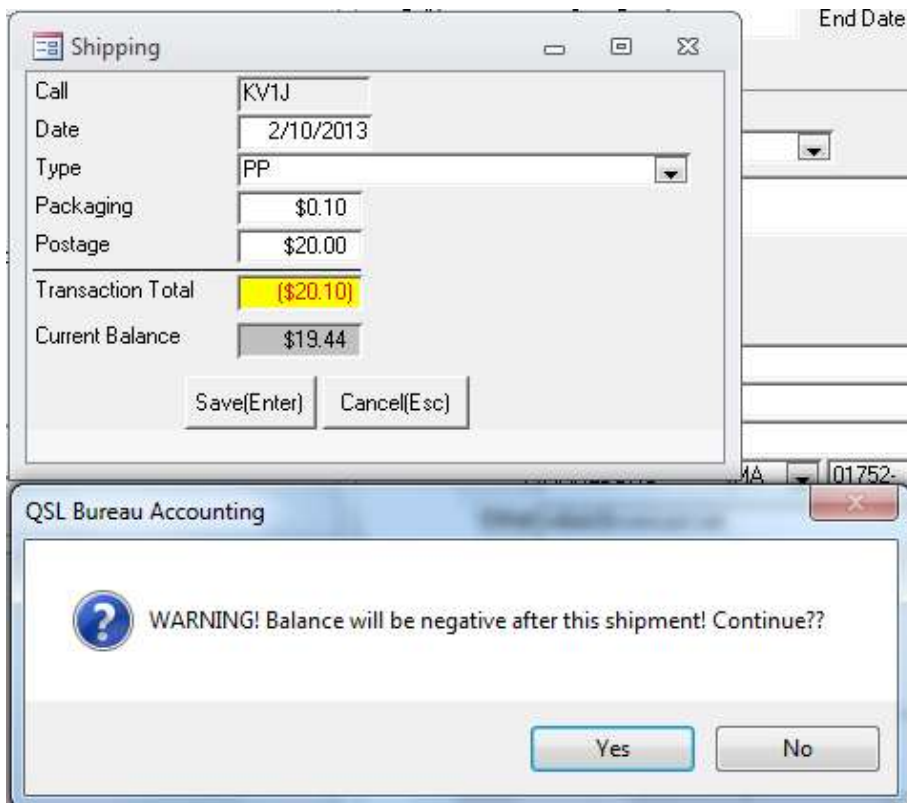 End Date
Shipping
Call KV1J
Date 2/10/2013
Type PP
Packaging $0.10
Postage $20.00
Transaction Total ($20.10)
Current Balance $19.44
Save(Enter) Cancel(Esc)
MA 01752-
QSL Bureau Accounting
WARNING! Balance will be negative after this shipment! Continue??
Yes No